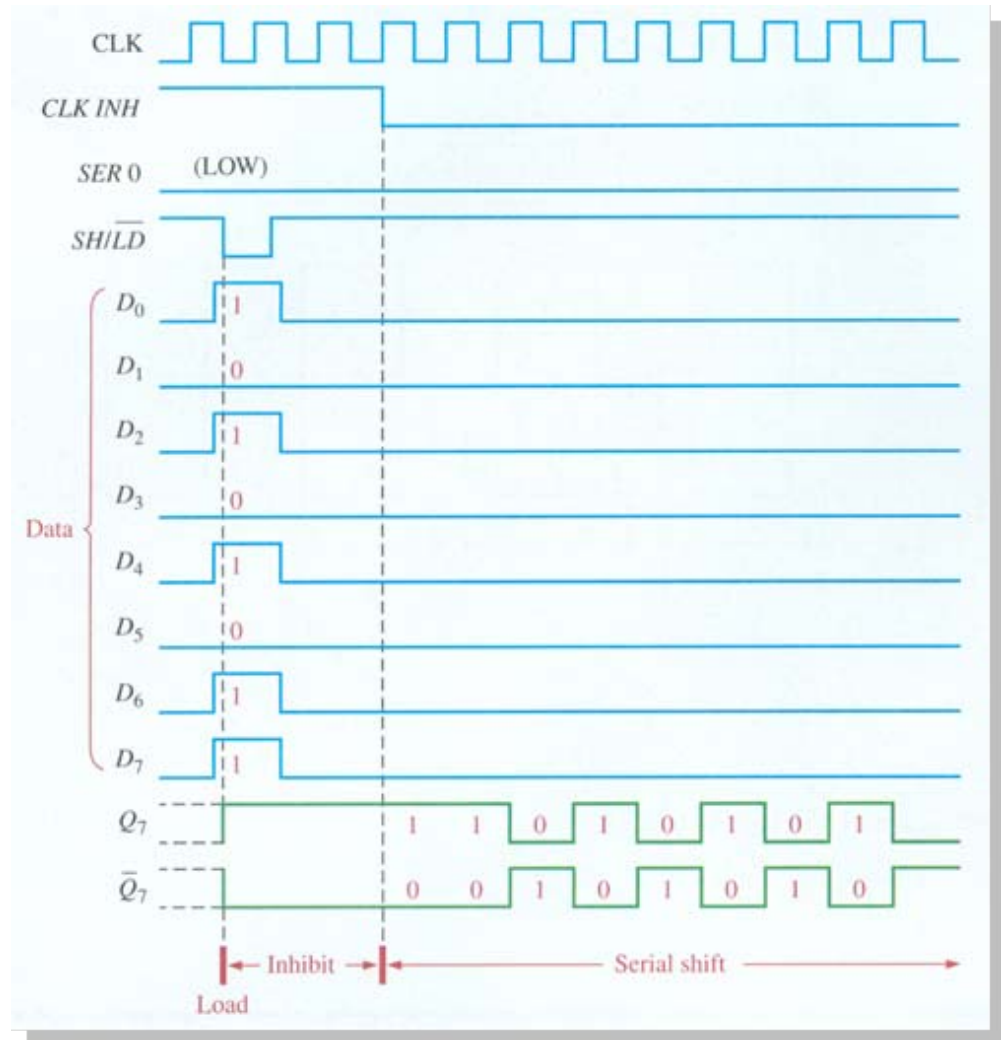 CLK
CLK INH
SER 0 (LOW)
SH/L̅D̅
D₀ 1
D₁ 0
D₂ 1
D₃ 0
Data
D₄ 1
D₅ 0
D₆ 1
D₇ 1
Q₇ 1 1 0 1 0 1 0 1
Q̅₇ 0 0 1 0 1 0 1 0
Inhibit Serial shift
Load